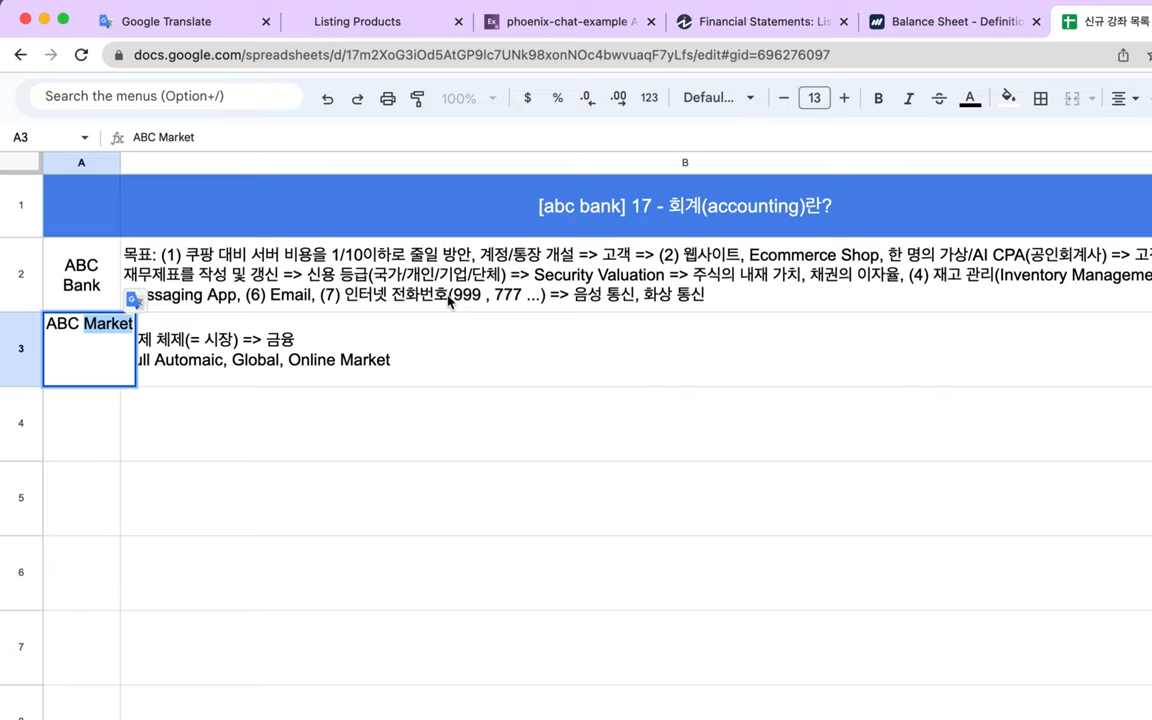 Google Translate
Listing Products
phoenix-chat-example A
Financial Statements: Lis
Balance Sheet - Definitio
신규 강좌 목록
docs.google.com/spreadsheets/d/17m2XoG3iOd5AtGP9lc7UNk98xonNOc4bwvuaqF7yLfs/edit#gid=696276097
Search the menus (Option+/)
100%
$ % .0 .00 123
Defaul...
13
B I S A
A3
fx ABC Market
A
B
1
[abc bank] 17 - 회계(accounting)란?
2
ABC
Bank
목표: (1) 쿠팡 대비 서버 비용을 1/10이하로 줄일 방안, 계정/통장 개설 => 고객 => (2) 웹사이트, Ecommerce Shop, 한 명의 가상/AI CPA(공인회계사) => 고
재무제표를 작성 및 갱신 => 신용 등급(국가/개인/기업/단체) => Security Valuation => 주식의 내재 가치, 채권의 이자율, (4) 재고 관리(Inventory Manageme
ssaging App, (6) Email, (7) 인터넷 전화번호(999 , 777 ...) => 음성 통신, 화상 통신
3
ABC Market
제 체제(= 시장) => 금융
ull Automaic, Global, Online Market
4
5
6
7